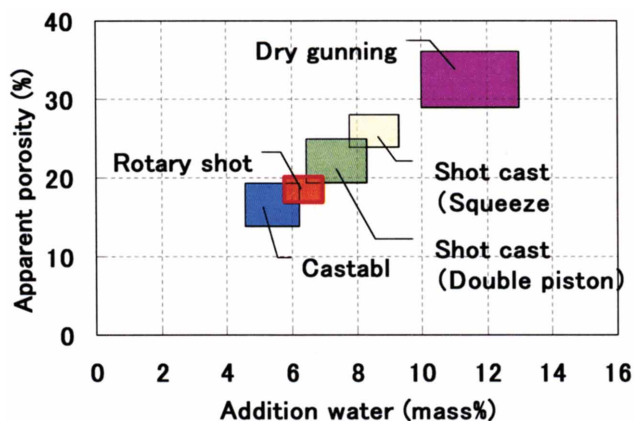 Apparent porosity (%)
40
30
20
10
0
Dry gunning
Rotary shot
Shot cast
(Squeeze
Castabl
Shot cast
(Double piston)
0 2 4 6 8 10 12 14 16
Addition water (mass%)